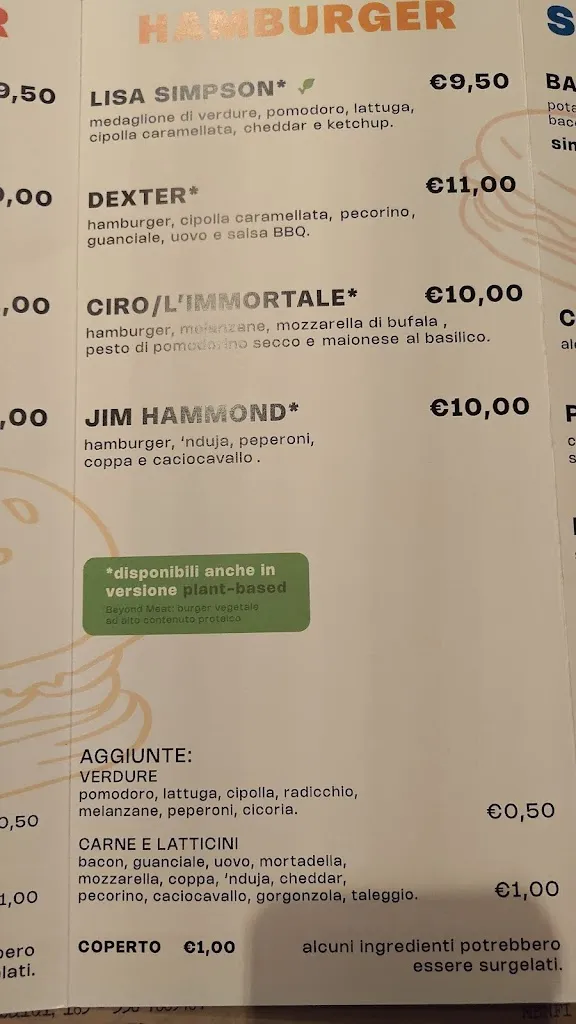 HAMBURGER
LISA SIMPSON* €9,50
medaglione di verdure, pomodoro, lattuga,
cipolla caramellata, cheddar e ketchup.
DEXTER* €11,00
hamburger, cipolla caramellata, pecorino,
guanciale, uovo e salsa BBQ.
CIRO/L'IMMORTALE* €10,00
hamburger, melanzane, mozzarella di bufala ,
pesto di pomodorino secco e maionese al basilico.
JIM HAMMOND* €10,00
hamburger, 'nduja, peperoni,
coppa e caciocavallo .
*disponibili anche in
versione plant-based
Beyond Meat: burger vegetale
ad alto contenuto proteico
AGGIUNTE:
VERDURE
pomodoro, lattuga, cipolla, radicchio,
melanzane, peperoni, cicoria. €0,50
CARNE E LATTICINI
bacon, guanciale, uovo, mortadella,
mozzarella, coppa, 'nduja, cheddar,
pecorino, caciocavallo, gorgonzola, taleggio. €1,00
COPERTO €1,00
alcuni ingredienti potrebbero
essere surgelati.